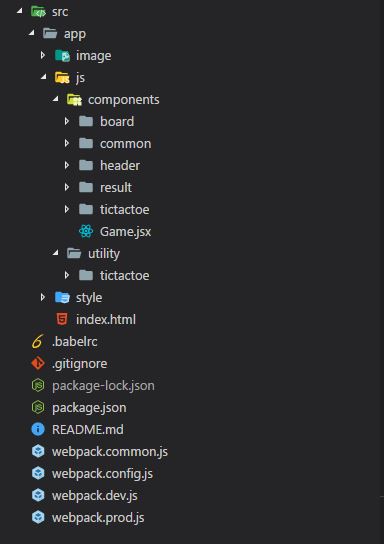 src
app
image
js
components
board
common
header
result
tictactoe
Game.jsx
utility
tictactoe
style
index.html
.babelrc
.gitignore
package-lock.json
package.json
README.md
webpack.common.js
webpack.config.js
webpack.dev.js
webpack.prod.js